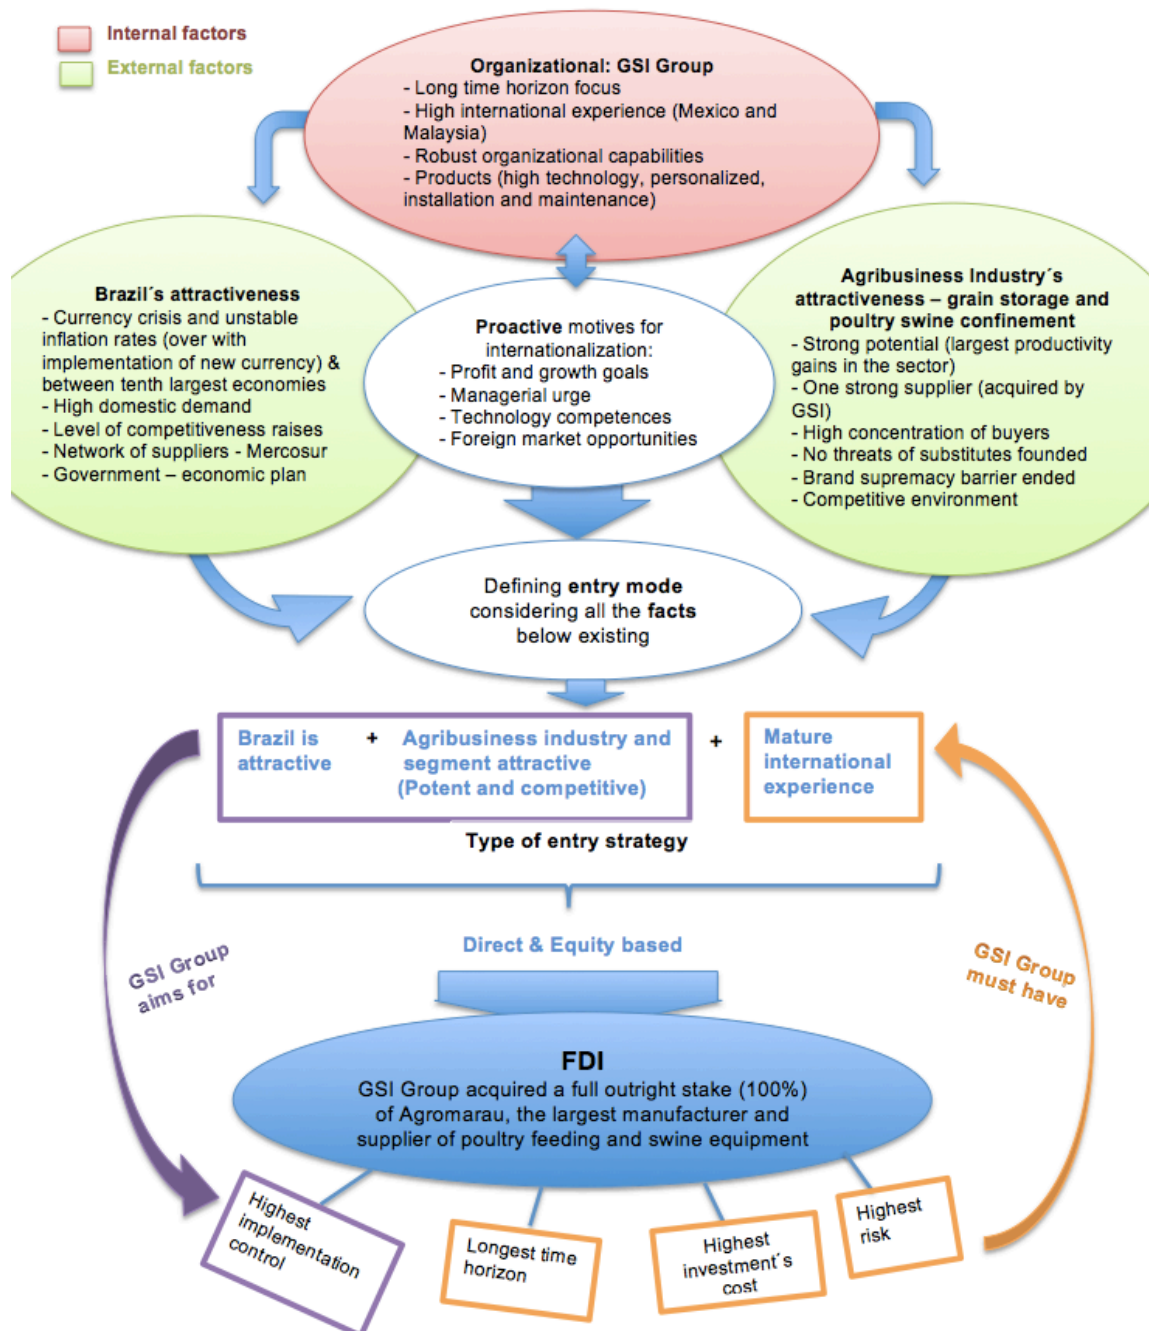 Internal factors
External factors
Organizational: GSI Group
- Long time horizon focus
- High international experience (Mexico and
Malaysia)
- Robust organizational capabilities
- Products (high technology, personalized,
installation and maintenance)
Brazil´s attractiveness
- Currency crisis and unstable
inflation rates (over with
implementation of new currency) &
between tenth largest economies
- High domestic demand
- Level of competitiveness raises
- Network of suppliers - Mercosur
- Government – economic plan
Proactive motives for
internationalization:
- Profit and growth goals
- Managerial urge
- Technology competences
- Foreign market opportunities
Agribusiness Industry´s
attractiveness – grain storage and
poultry swine confinement
- Strong potential (largest productivity
gains in the sector)
- One strong supplier (acquired by
GSI)
- High concentration of buyers
- No threats of substitutes founded
- Brand supremacy barrier ended
- Competitive environment
Defining entry mode
considering all the facts
below existing
Brazil is
attractive
+
Agribusiness industry and
segment attractive
(Potent and competitive)
+
Mature
international
experience
Type of entry strategy
Direct & Equity based
GSI Group
aims for
GSI Group
must have
FDI
GSI Group acquired a full outright stake (100%)
of Agromarau, the largest manufacturer and
supplier of poultry feeding and swine equipment
Highest
implementation
control
Longest time
horizon
Highest
investment´s
cost
Highest
risk